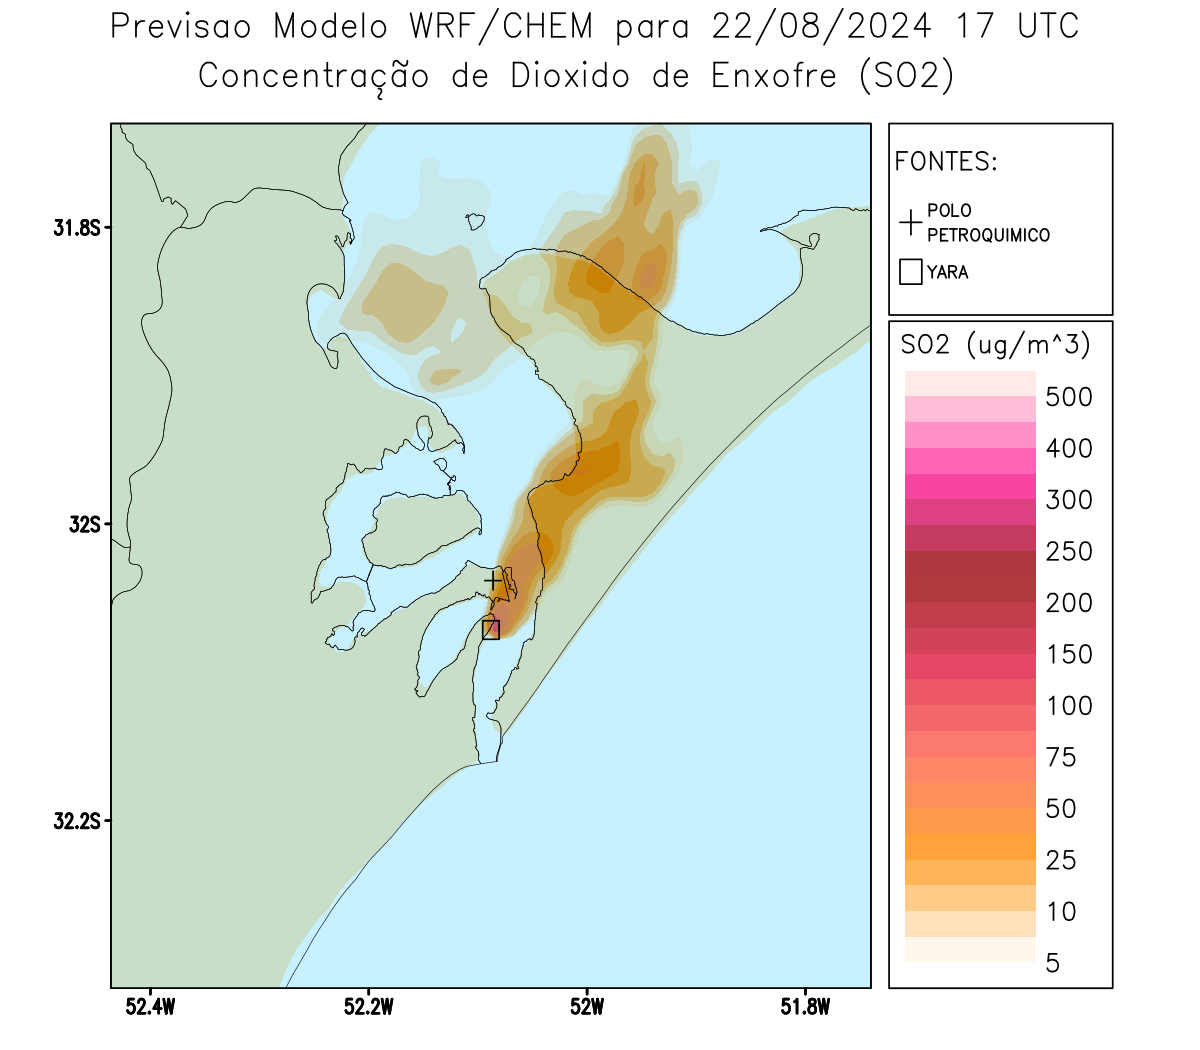 Previsao Modelo WRF/CHEM para 22/08/2024 17 UTC
Concentração de Dioxido de Enxofre (SO2)
FONTES:
POLO
PETROQUIMICO
YARA
31.8S
32S
32.2S
52.4W
52.2W
52W
51.8W
SO2 (ug/m^3)
500
400
300
250
200
150
100
75
50
25
10
5